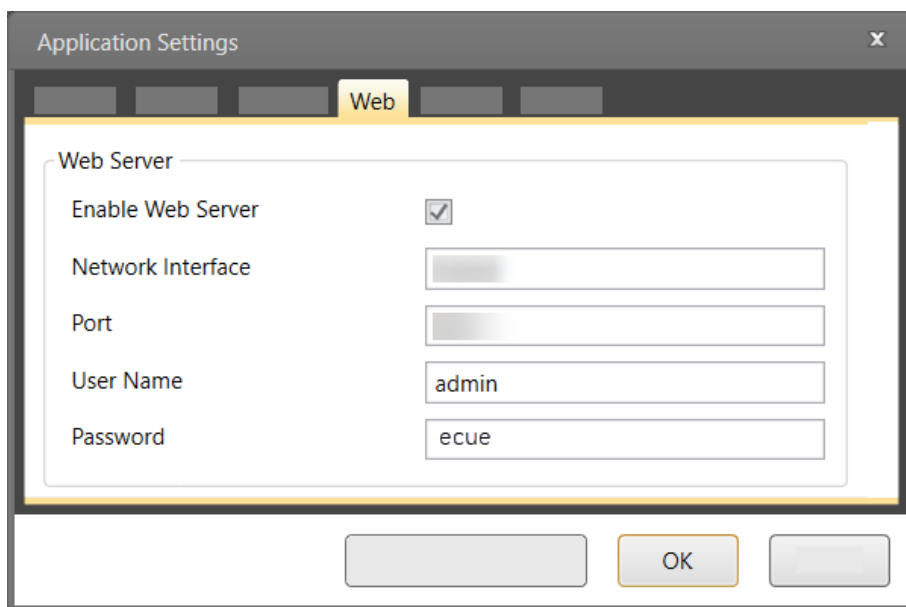 Application Settings
x
Web
Web Server
Enable Web Server
Network Interface
Port
User Name admin
Password ecue
OK